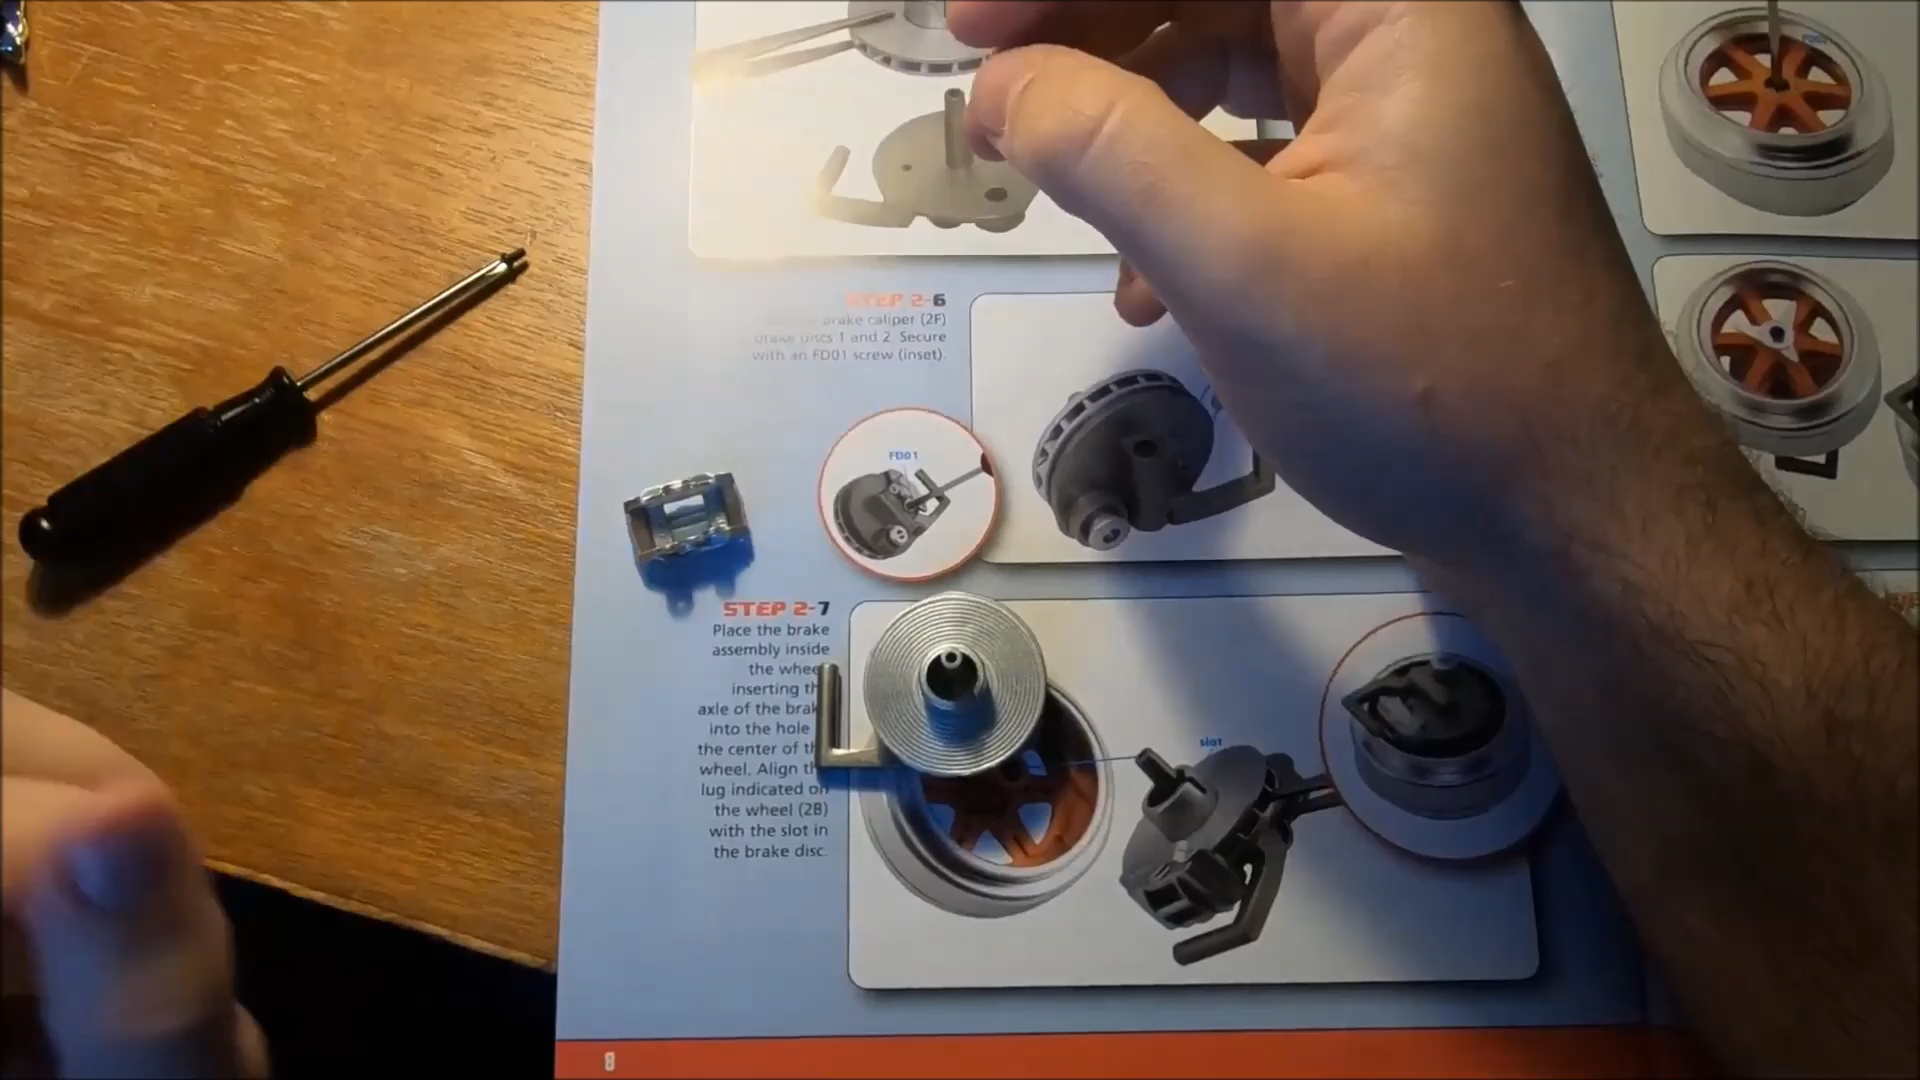 STEP 2-6
brake caliper (2F)
brake discs 1 and 2. Secure
with an FD01 screw (inset).
FD01
STEP 2-7
Place the brake
assembly inside
the whee
inserting th
axle of the brak
into the hole
the center of th
wheel. Align th
lug indicated on
the wheel (2B)
with the slot in
the brake disc.
slot
8